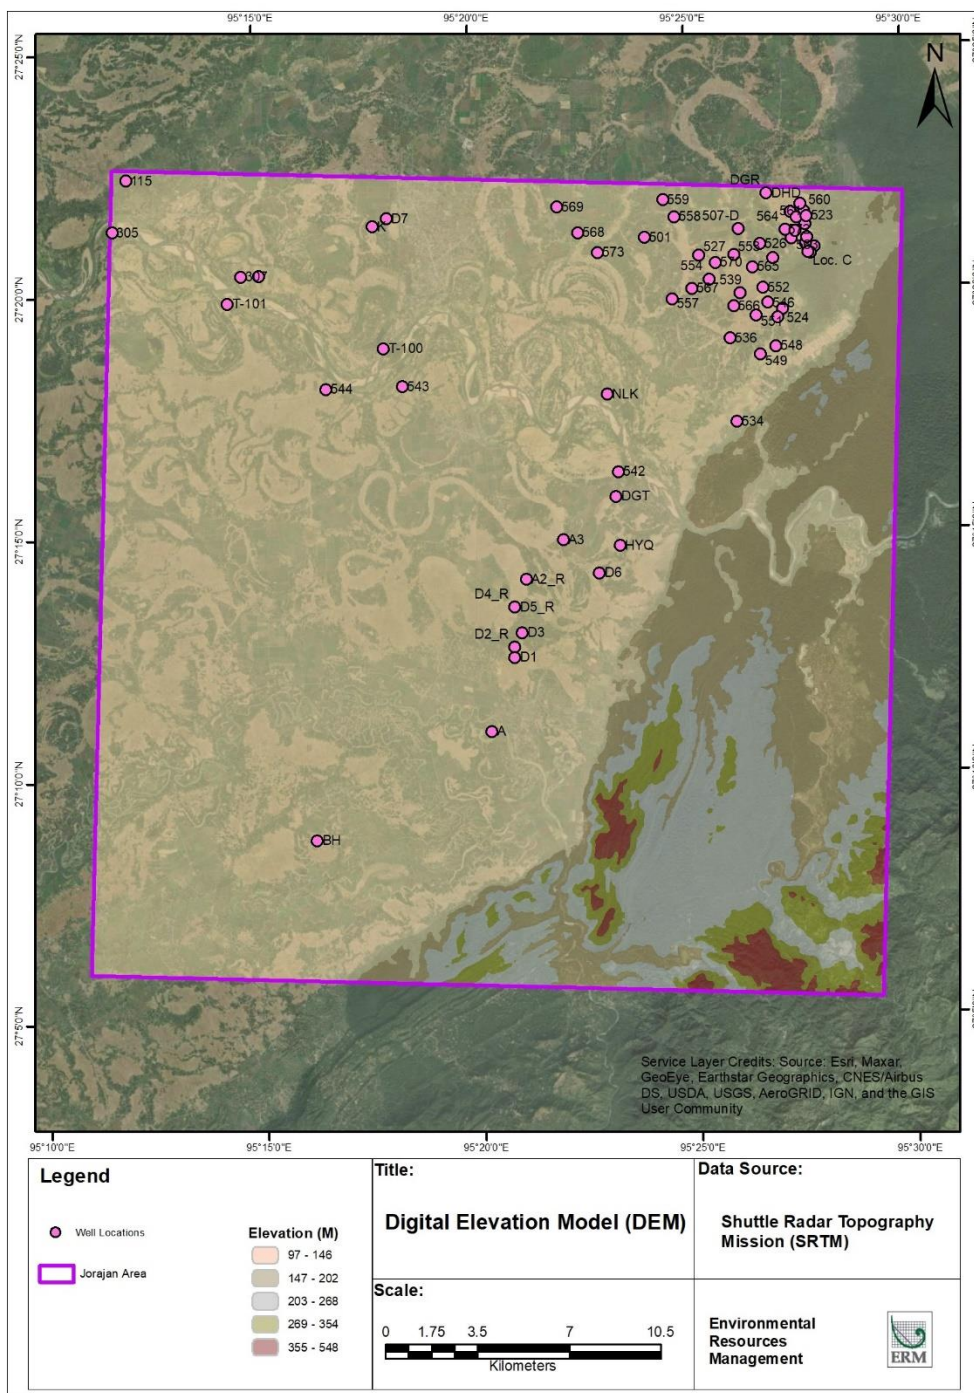 95°15'0"E
95°20'0"E
95°25'0"E
95°30'0"E
27°25'0"N
N
115
DGR
DHD
560
559
569
D7
K
558
507-D
564
523
305
568
501
526
573
527
553
Loc. C
554
570
565
307
539
567
552
27°20'0"N
T-101
557
566
546
551
524
536
T-100
548
549
544
543
NLK
534
542
DGT
27°15'0"N
A3
HYQ
D6
A2_R
D4_R
D5_R
D3
D2_R
D1
A
27°10'0"N
BH
27°5'0"N
Service Layer Credits: Source: Esri, Maxar,
GeoEye, Earthstar Geographics, CNES/Airbus
DS, USDA, USGS, AeroGRID, IGN, and the GIS
User Community
95°10'0"E
95°15'0"E
95°20'0"E
95°25'0"E
95°30'0"E
Legend
Well Locations
Jorajan Area
Elevation (M)
97 - 146
147 - 202
203 - 268
269 - 354
355 - 548
Title:
Digital Elevation Model (DEM)
Scale:
0 1.75 3.5 7 10.5
Kilometers
Data Source:
Shuttle Radar Topography
Mission (SRTM)
Environmental
Resources
Management
ERM